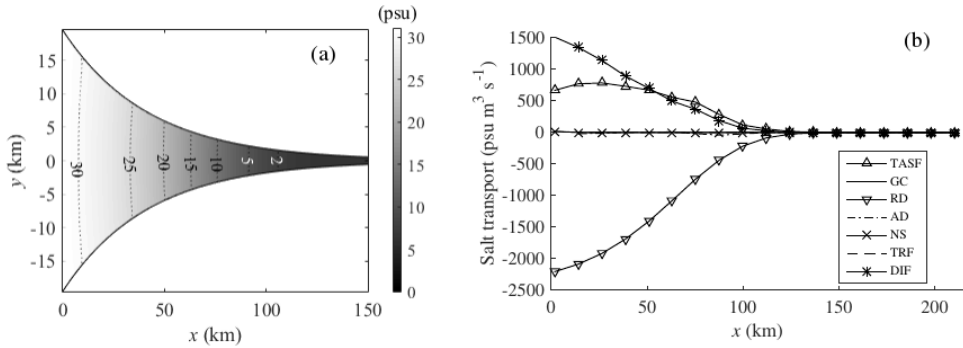 (psu)
(a)
15
10
5
0
-5
-10
-15
y (km)
30
25
20
15
10
5
2
0
50
100
150
x (km)
30
25
20
15
10
5
0
(b)
1500
1000
500
0
-500
-1000
-1500
-2000
-2500
Salt transport (psu m³ s⁻¹)
TASF
GC
RD
AD
NS
TRF
DIF
0
50
100
150
200
x (km)